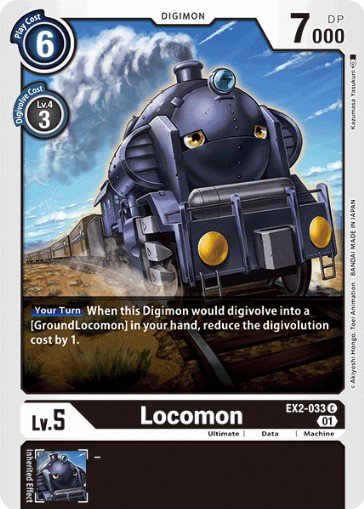 Play Cost
6
DIGIMON
7000
DP
Digivolve Cost
Lv.4
3
Kazumasa Yasukuni
Your Turn When this Digimon would digivolve into a
[GroundLocomon] in your hand, reduce the digivolution
cost by 1.
© Akiyoshi Hongo, Toei Animation BANDAI MADE IN JAPAN
Lv.5
Locomon
EX2-033 C
01
Ultimate | Data | Machine
Inherited Effect
–